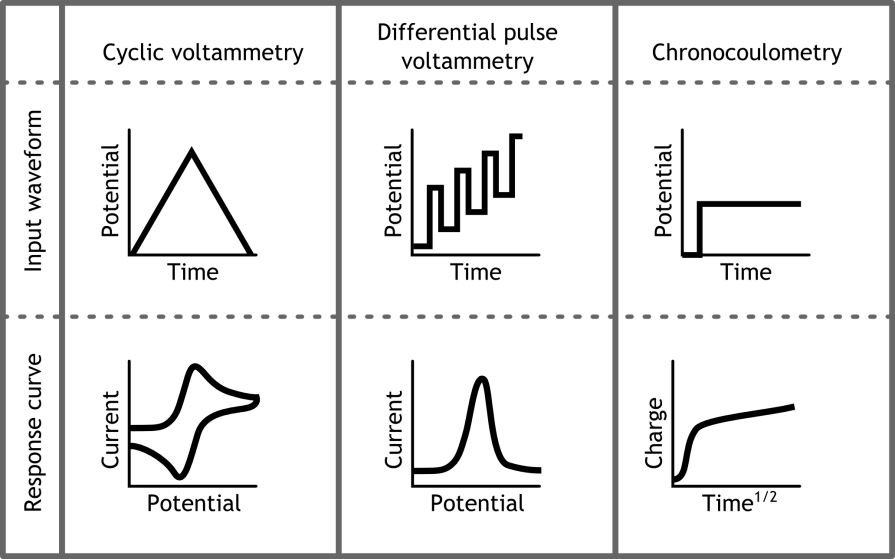 Cyclic voltammetry
Differential pulse
voltammetry
Chronocoulometry
Input waveform
Potential
Time
Potential
Time
Potential
Time
Response curve
Current
Potential
Current
Potential
Charge
Time1/2